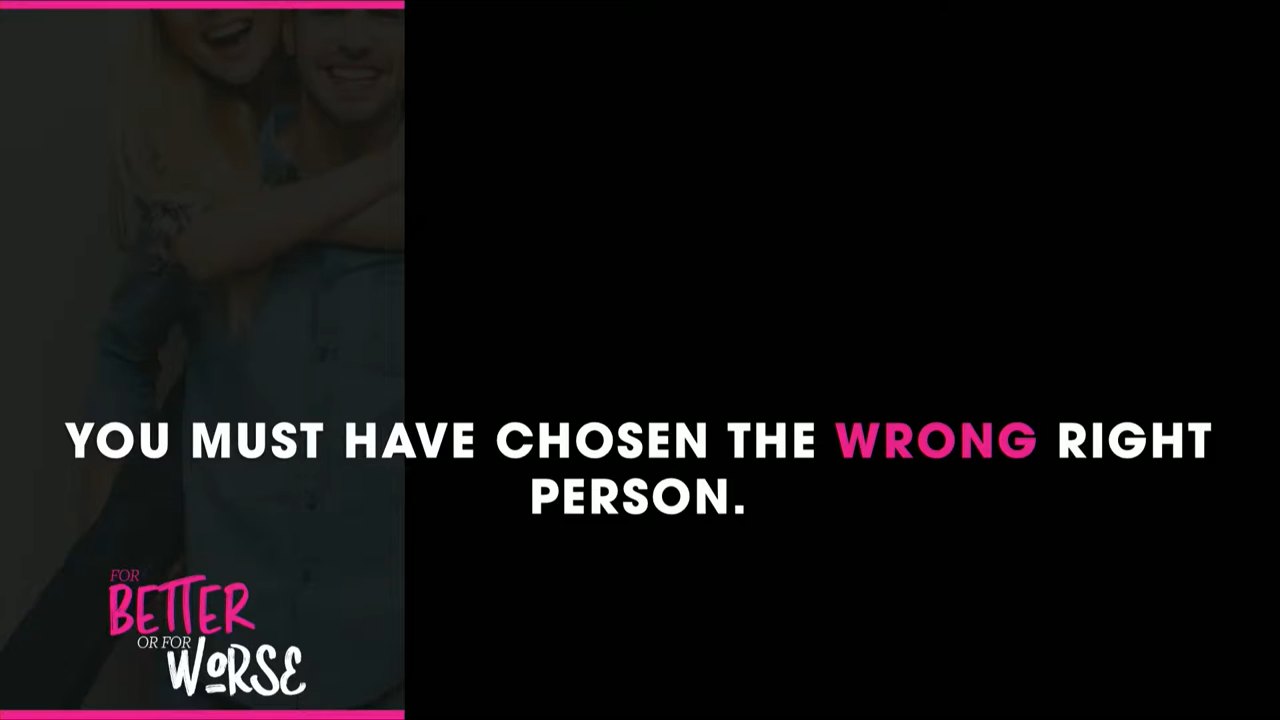 YOU MUST HAVE CHOSEN THE WRONG RIGHT
PERSON.
FOR
BETTER
OR FOR
WORSE